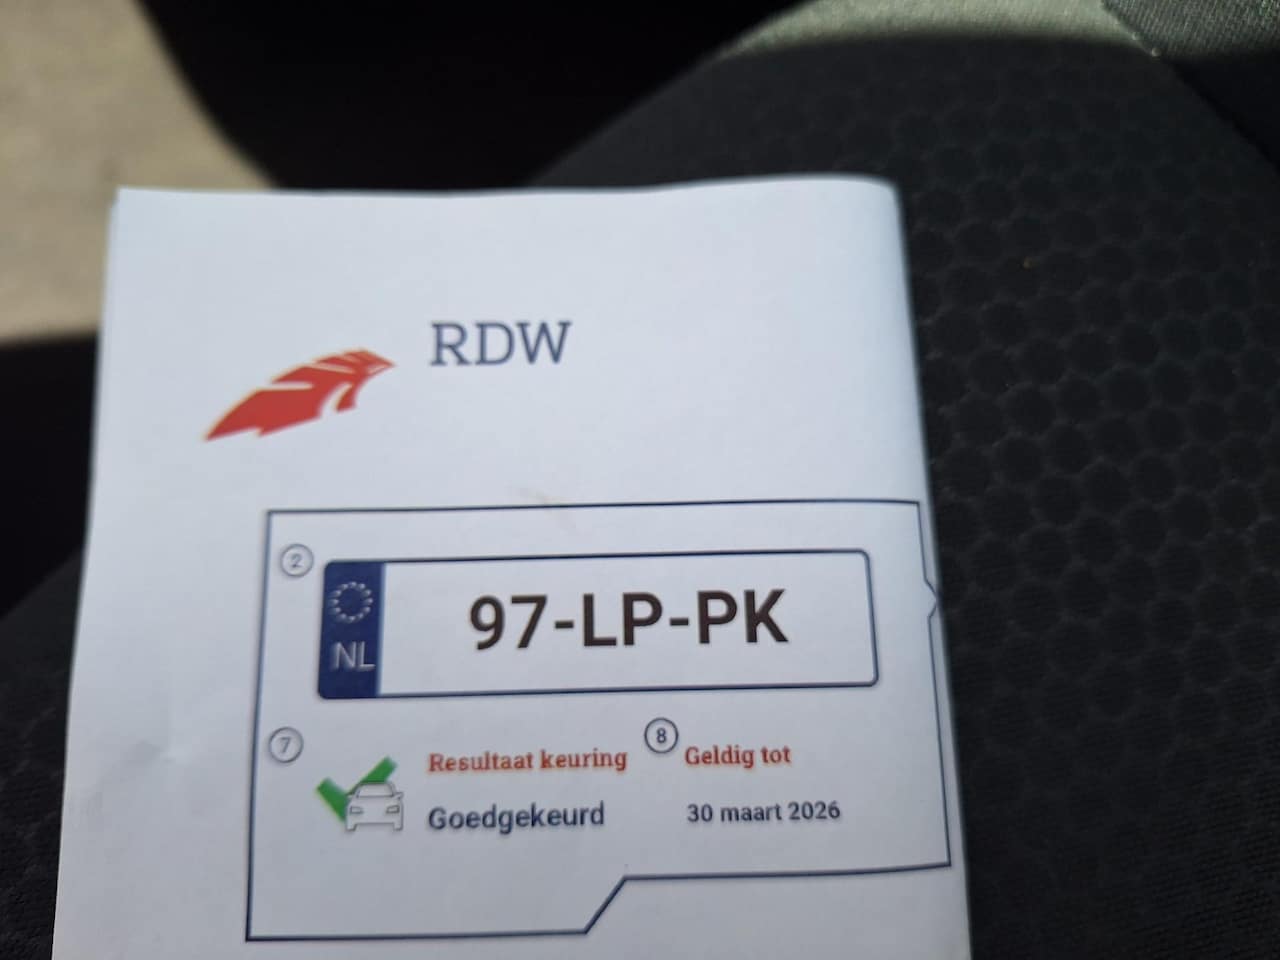 RDW
2
NL
97-LP-PK
7
Resultaat keuring
8
Geldig tot
Goedgekeurd
30 maart 2026